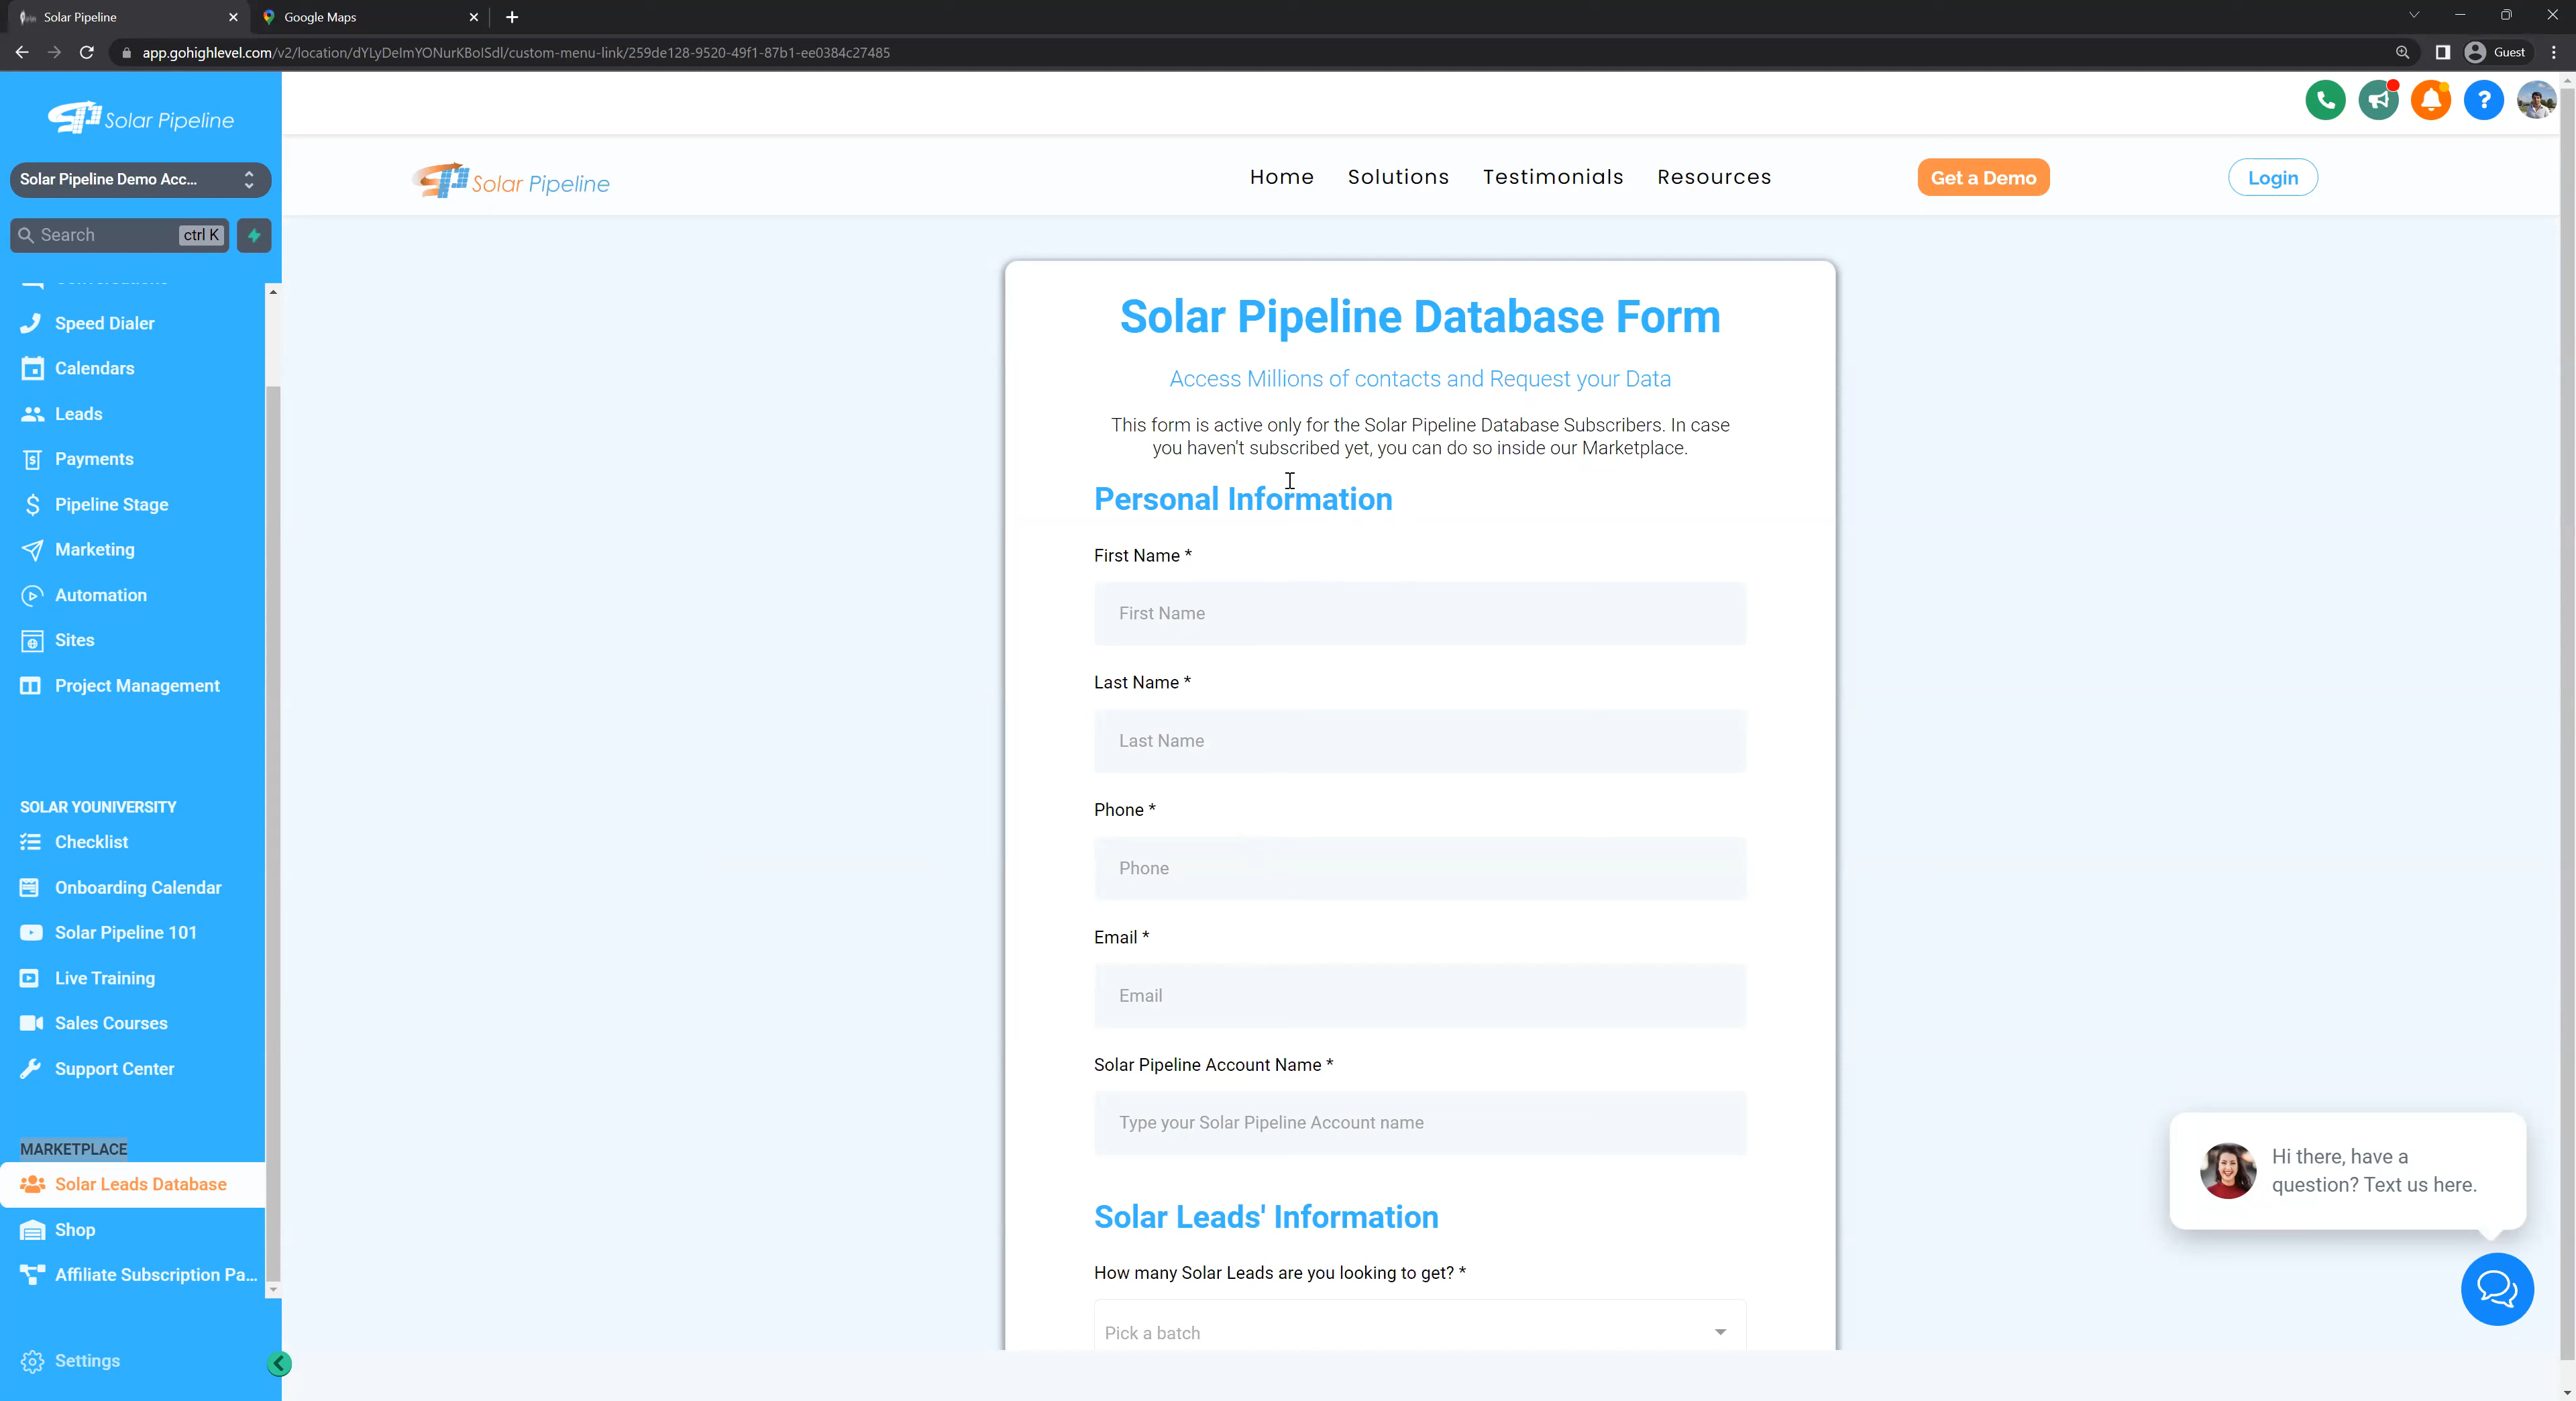 Solar Pipeline
Google Maps
app.gohighlevel.com/v2/location/dYLyDeImYONurKBoISdl/custom-menu-link/259de128-9520-49f1-87b1-ee0384c27485
Guest
Solar Pipeline
Solar Pipeline Demo Acc...
Search
ctrl K
Speed Dialer
Calendars
Leads
Payments
Pipeline Stage
Marketing
Automation
Sites
Project Management
SOLAR YOUNIVERSITY
Checklist
Onboarding Calendar
Solar Pipeline 101
Live Training
Sales Courses
Support Center
MARKETPLACE
Solar Leads Database
Shop
Affiliate Subscription Pa...
Settings
Solar Pipeline
Home
Solutions
Testimonials
Resources
Get a Demo
Login
Solar Pipeline Database Form
Access Millions of contacts and Request your Data
This form is active only for the Solar Pipeline Database Subscribers. In case
you haven't subscribed yet, you can do so inside our Marketplace.
Personal Information
First Name *
First Name
Last Name *
Last Name
Phone *
Phone
Email *
Email
Solar Pipeline Account Name *
Type your Solar Pipeline Account name
Solar Leads' Information
How many Solar Leads are you looking to get? *
Pick a batch
Hi there, have a
question? Text us here.